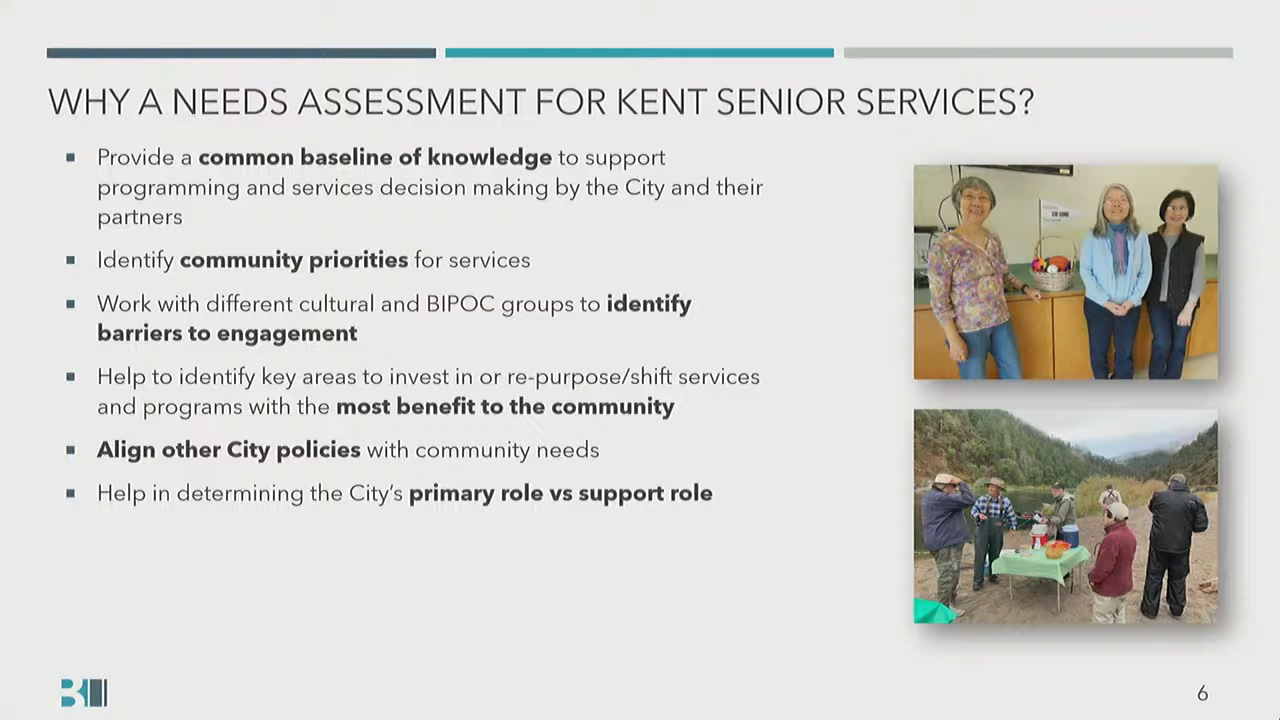 WHY A NEEDS ASSESSMENT FOR KENT SENIOR SERVICES?
Provide a common baseline of knowledge to support
programming and services decision making by the City and their
partners
Identify community priorities for services
Work with different cultural and BIPOC groups to identify
barriers to engagement
Help to identify key areas to invest in or re-purpose/shift services
and programs with the most benefit to the community
Align other City policies with community needs
Help in determining the City's primary role vs support role
6